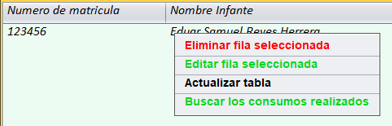 Numero de matricula Nombre Infante
123456 Eduar Samuel Reyes Herrera
Eliminar fila seleccionada
Editar fila seleccionada
Actualizar tabla
Buscar los consumos realizados